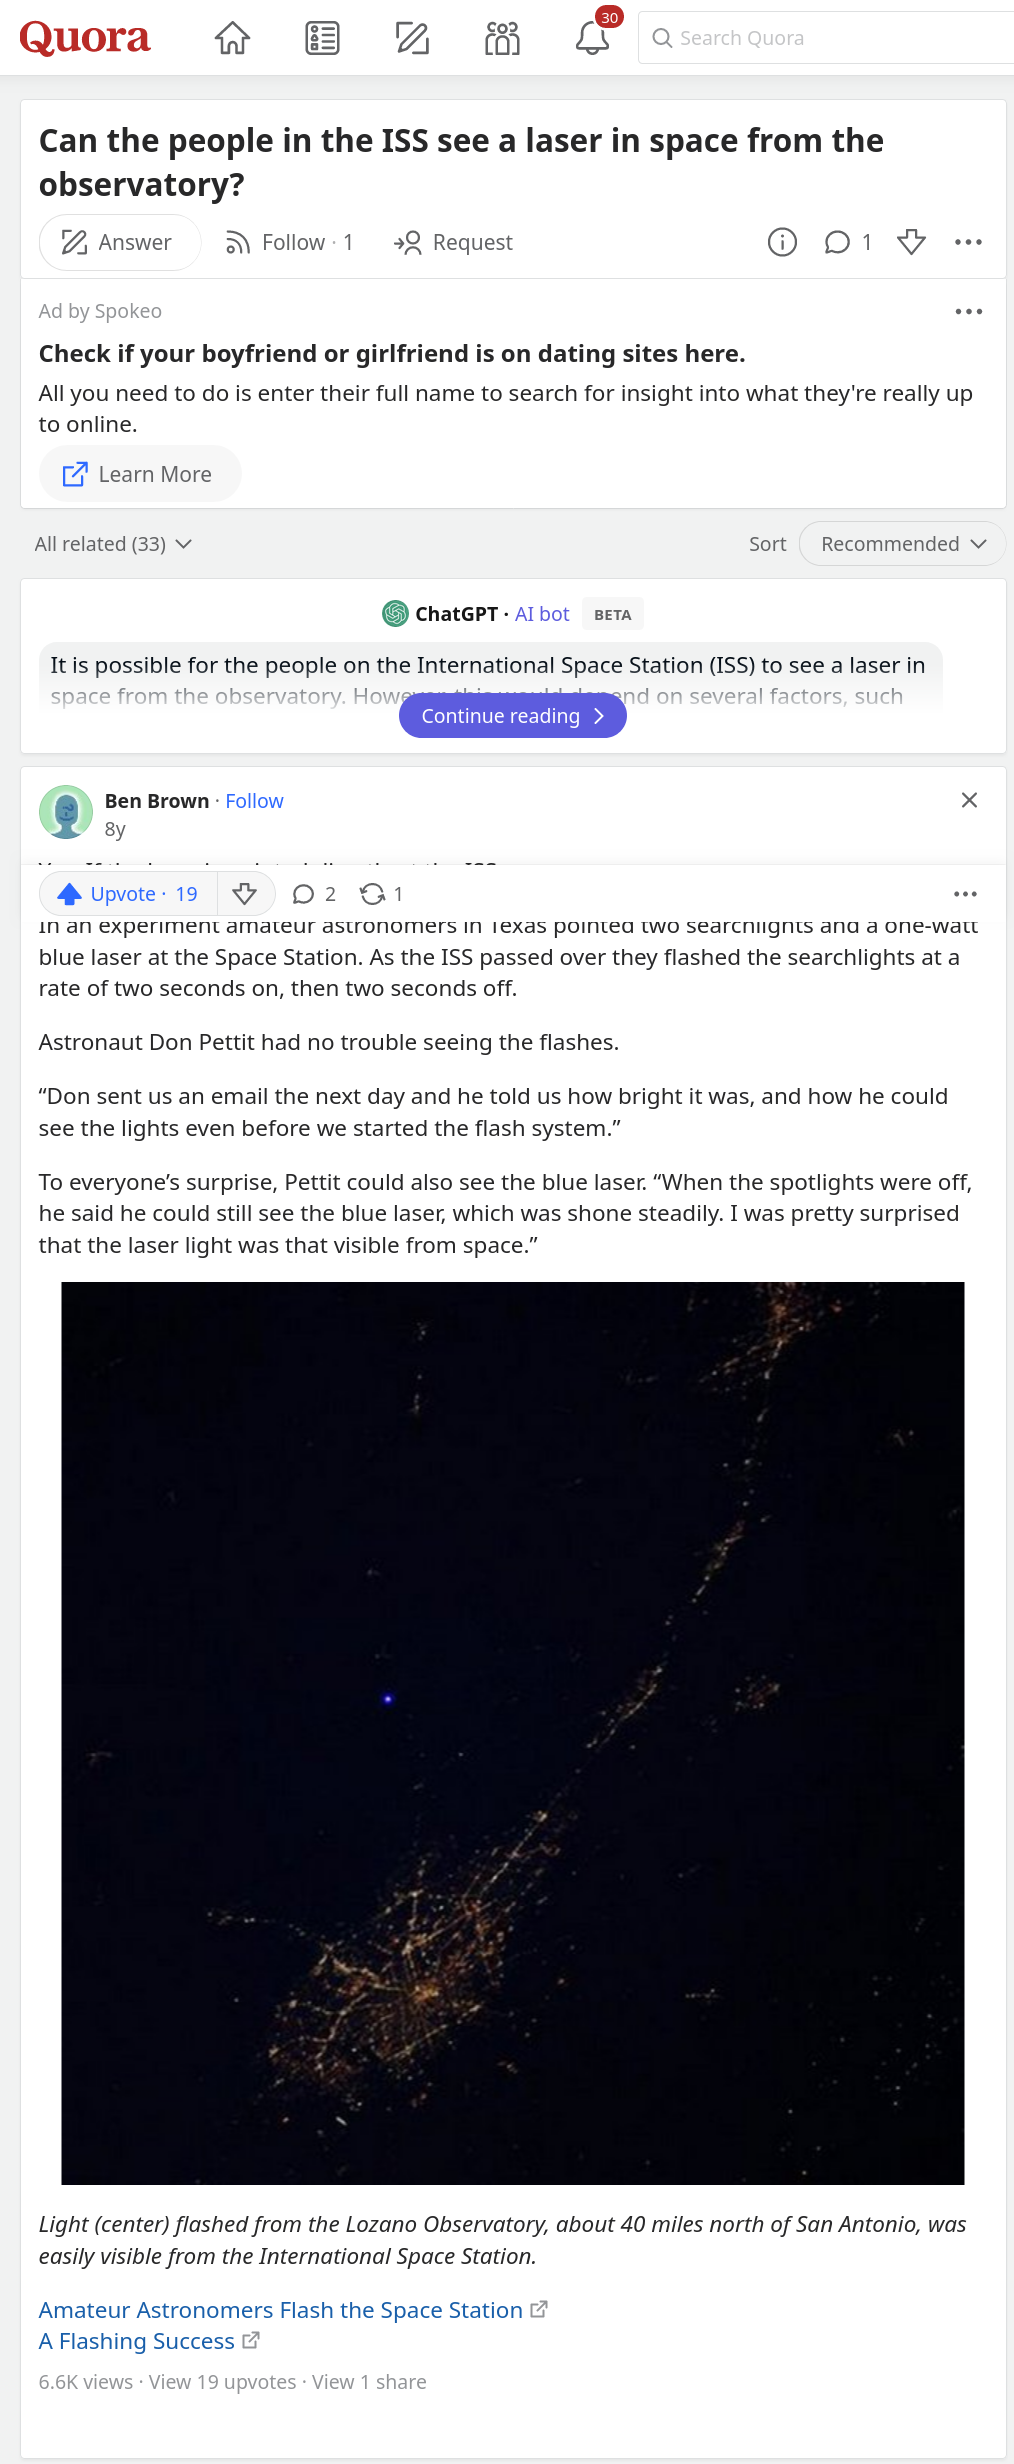 Quora
30
Search Quora
Can the people in the ISS see a laser in space from the
observatory?
Answer
Follow · 1
Request
1
Ad by Spokeo
Check if your boyfriend or girlfriend is on dating sites here.
All you need to do is enter their full name to search for insight into what they're really up
to online.
Learn More
All related (33)
Sort
Recommended
ChatGPT · AI bot BETA
It is possible for the people on the International Space Station (ISS) to see a laser in
space from the observatory. However this would depend on several factors, such
Continue reading
Ben Brown · Follow
8y
Upvote · 19
2
1
In an experiment amateur astronomers in Texas pointed two searchlights and a one-watt
blue laser at the Space Station. As the ISS passed over they flashed the searchlights at a
rate of two seconds on, then two seconds off.
Astronaut Don Pettit had no trouble seeing the flashes.
“Don sent us an email the next day and he told us how bright it was, and how he could
see the lights even before we started the flash system.”
To everyone’s surprise, Pettit could also see the blue laser. “When the spotlights were off,
he said he could still see the blue laser, which was shone steadily. I was pretty surprised
that the laser light was that visible from space.”
Light (center) flashed from the Lozano Observatory, about 40 miles north of San Antonio, was
easily visible from the International Space Station.
Amateur Astronomers Flash the Space Station
A Flashing Success
6.6K views · View 19 upvotes · View 1 share